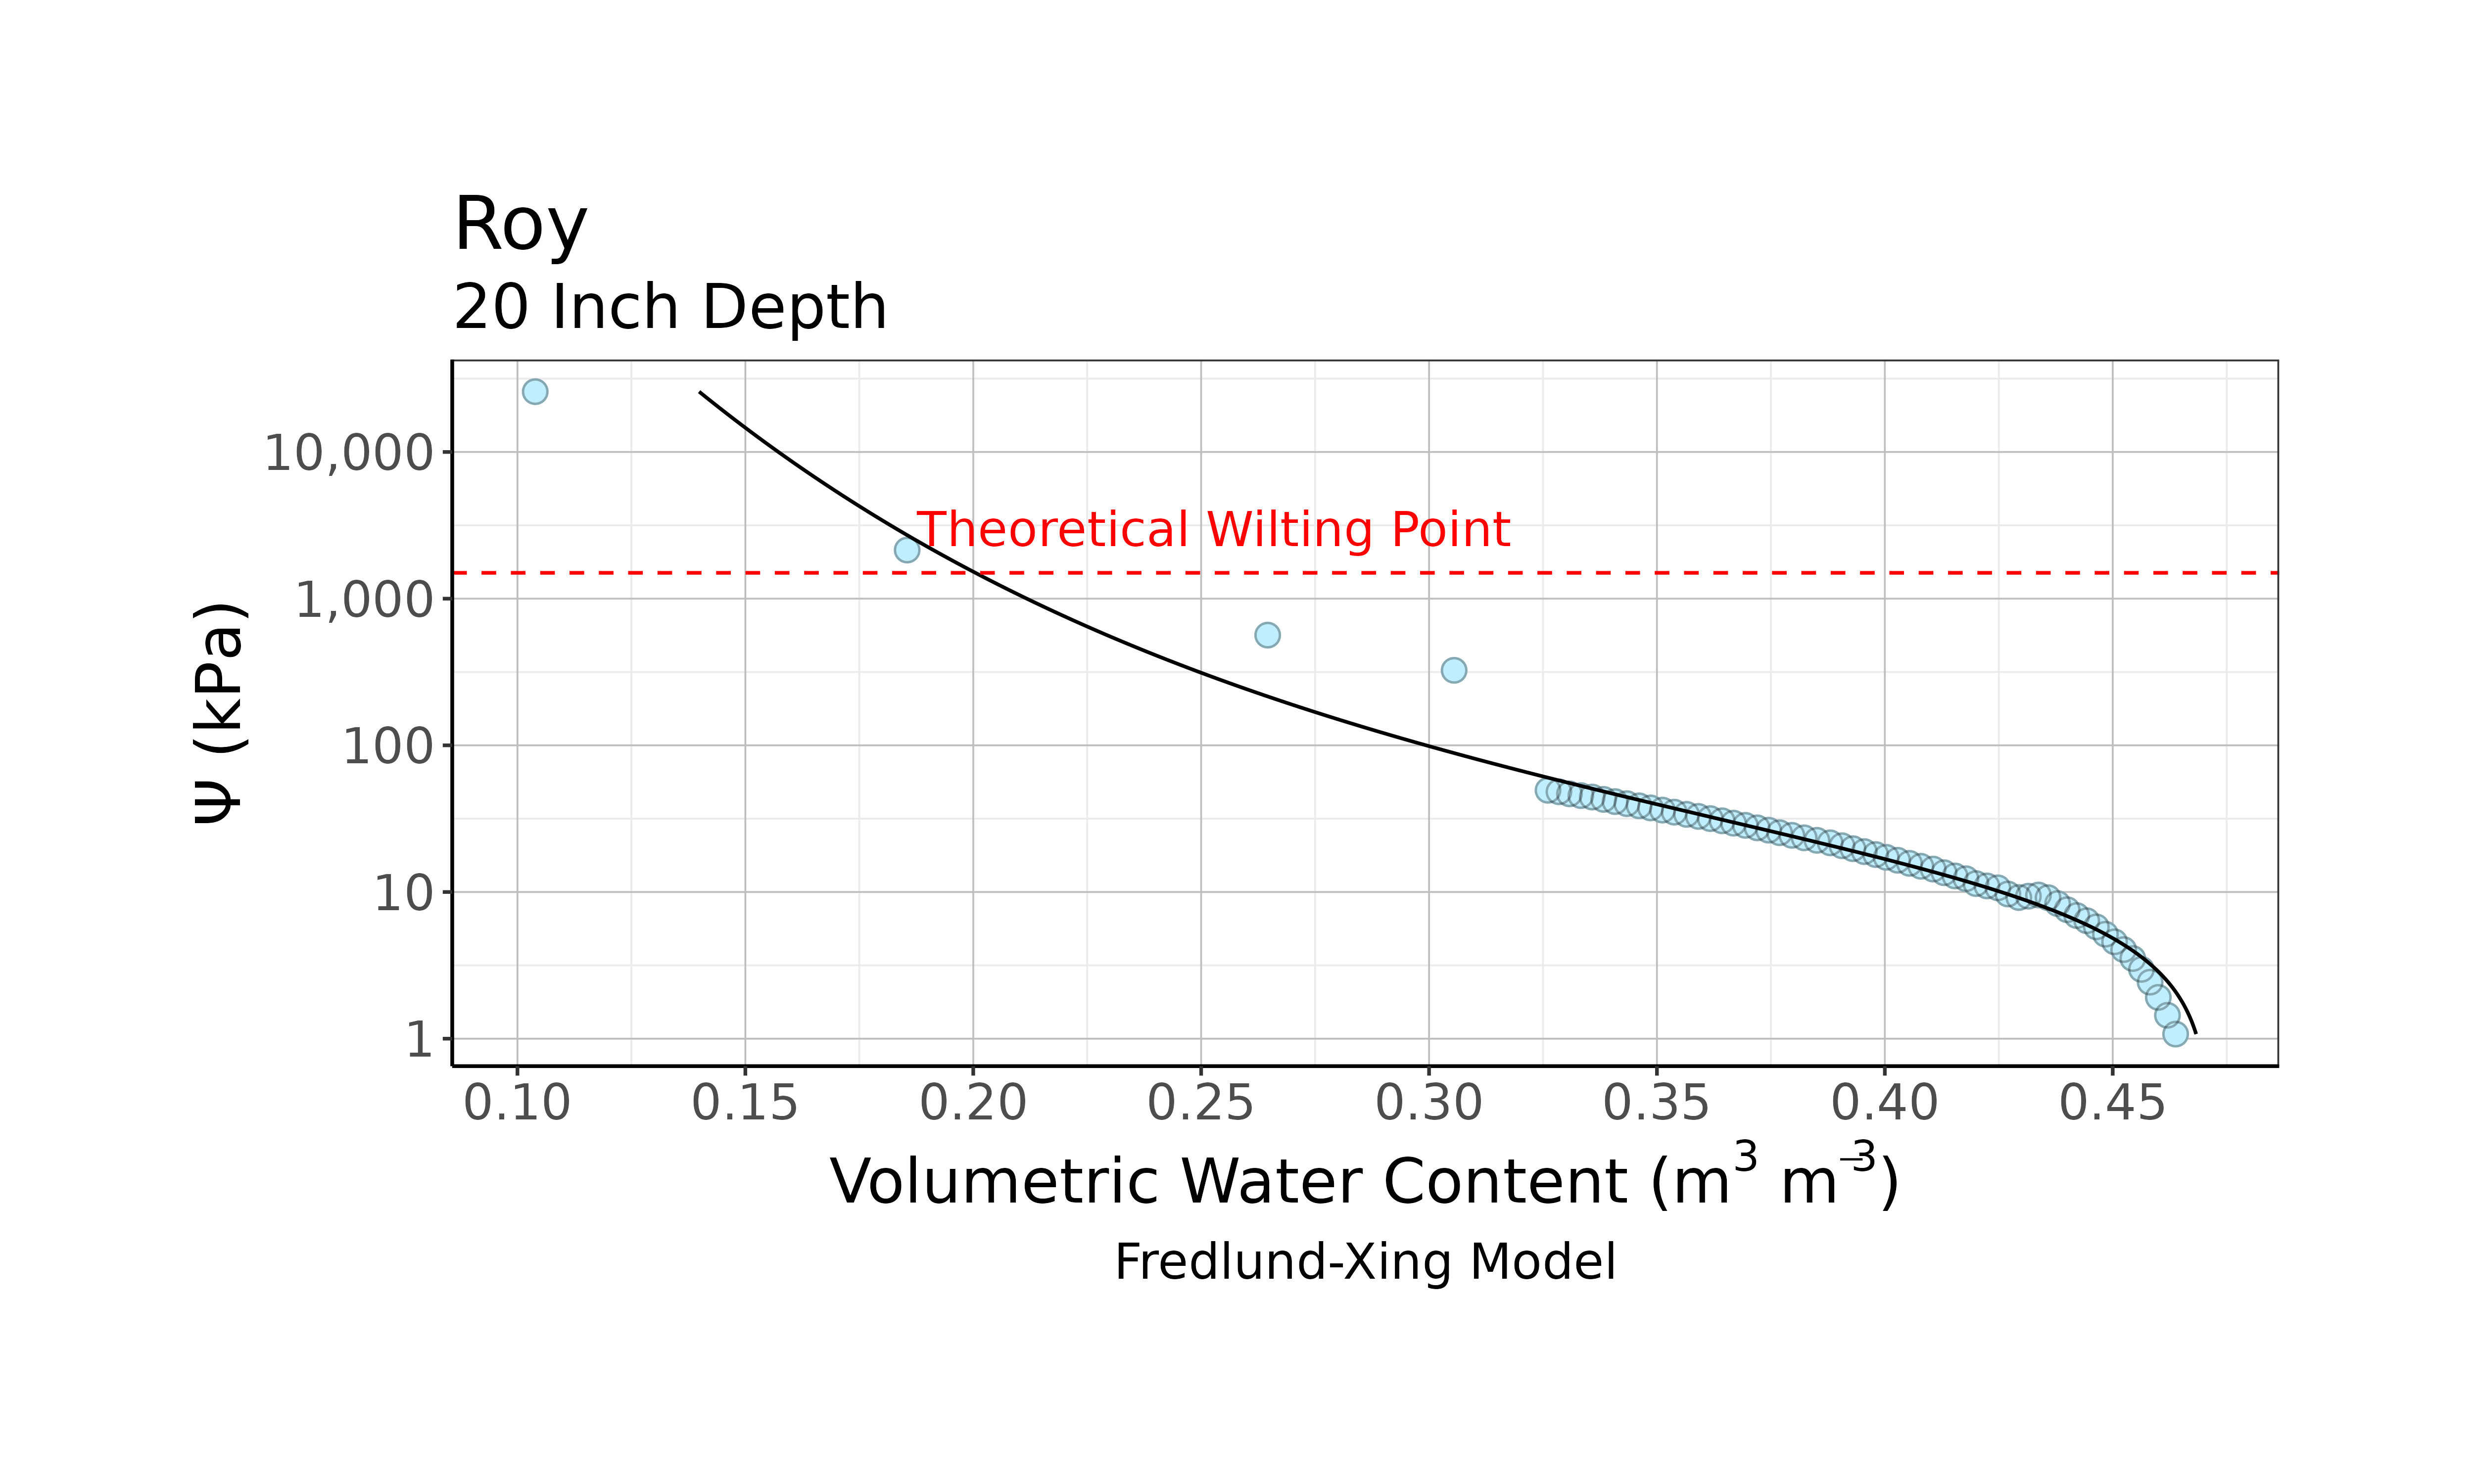 Roy
20 Inch Depth
Ψ (kPa)
10,000
1,000
100
10
1
Theoretical Wilting Point
0.10 0.15 0.20 0.25 0.30 0.35 0.40 0.45
Volumetric Water Content (m³ m⁻³)
Fredlund-Xing Model